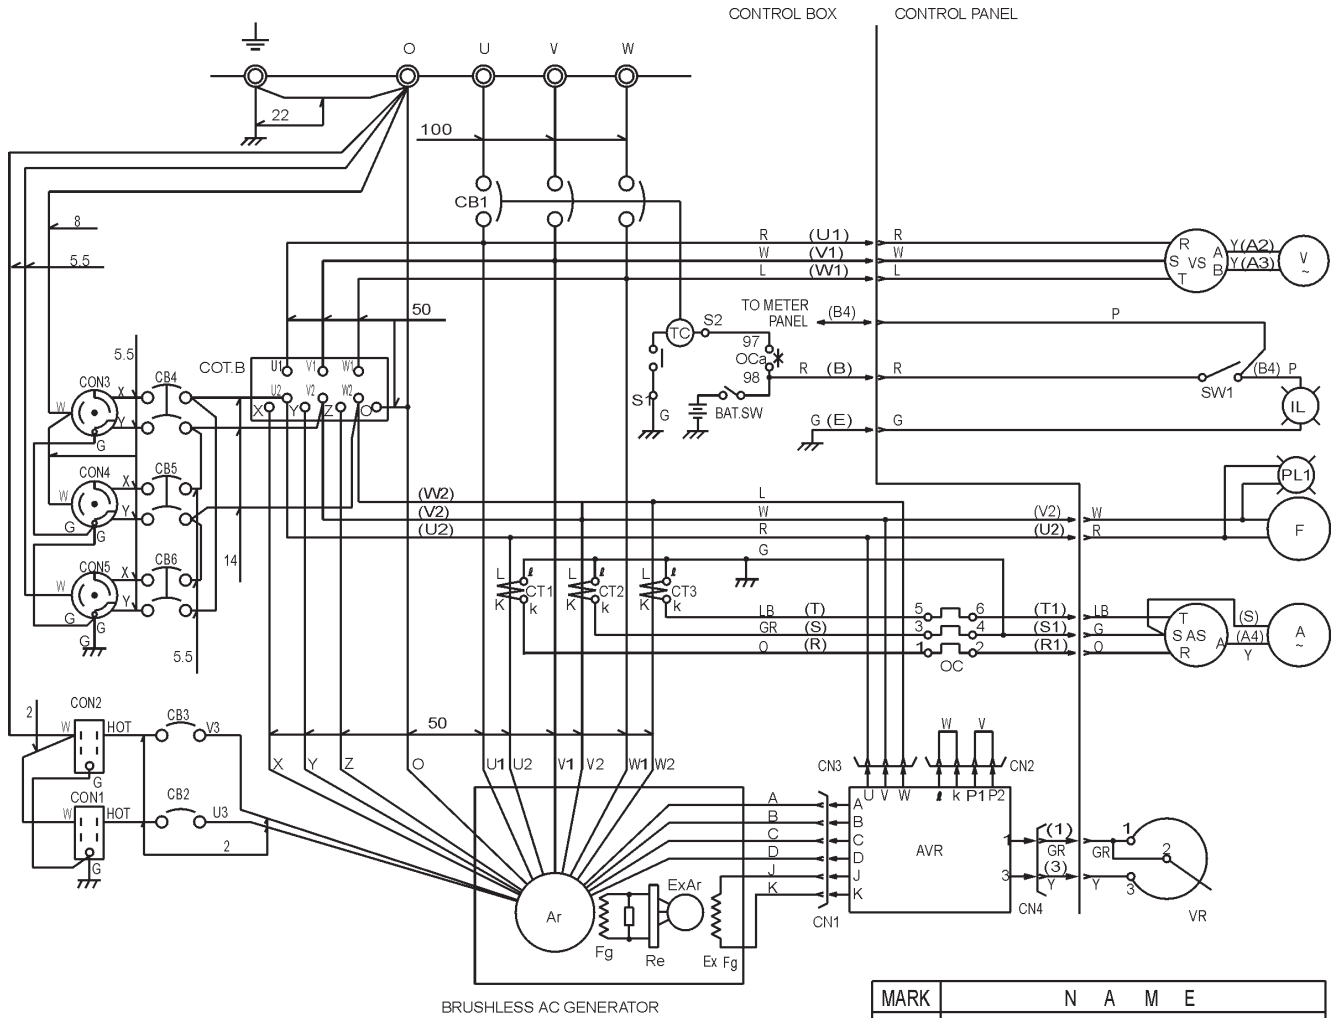 CONTROL BOX CONTROL PANEL
O U V W
22
100
CB1
8
5.5
R (U1) R
W (V1) W
L (W1) L
R S T VS A B
Y(A2)
Y(A3)
V ~
50
TO METER PANEL (B4)
P
TC S2
97
OCa
98
R (B) R
SW1
(B4) P
S1
G
BAT.SW
G (E) G
IL
5.5
COT.B
U1 V1 W1
U2 V2 W2
X Y Z O
CON3 X CB4
W Y
G
CON4 X CB5
W Y
G G
CON5 X CB6
W Y
G G
G
14
5.5
(W2) L
(V2) W (V2) W
(U2) R (U2) R
G
PL1
F
L ℓ L ℓ L ℓ
CT1 CT2 CT3
K k K k K k
LB (T) 5 6 (T1) LB
GR (S) 3 4 (S1) G
O (R) 1 2 (R1) O
OC
T S AS R A
(S)
(A4)
Y
A ~
2
CON2
W HOT CB3 V3
G
CON1
W HOT CB2 U3
G
2
50
X Y Z O U1 U2 V1 V2 W1 W2
W V
CN3 CN2
U V W ℓ k P1 P2
A A
B B
C C
D D
J J
K K
CN1
AVR
1 (1)
GR GR
3 (3)
Y Y
CN4
1
2
3
VR
Ar
Fg
Re
ExAr
Ex Fg
BRUSHLESS AC GENERATOR
MARK N A M E